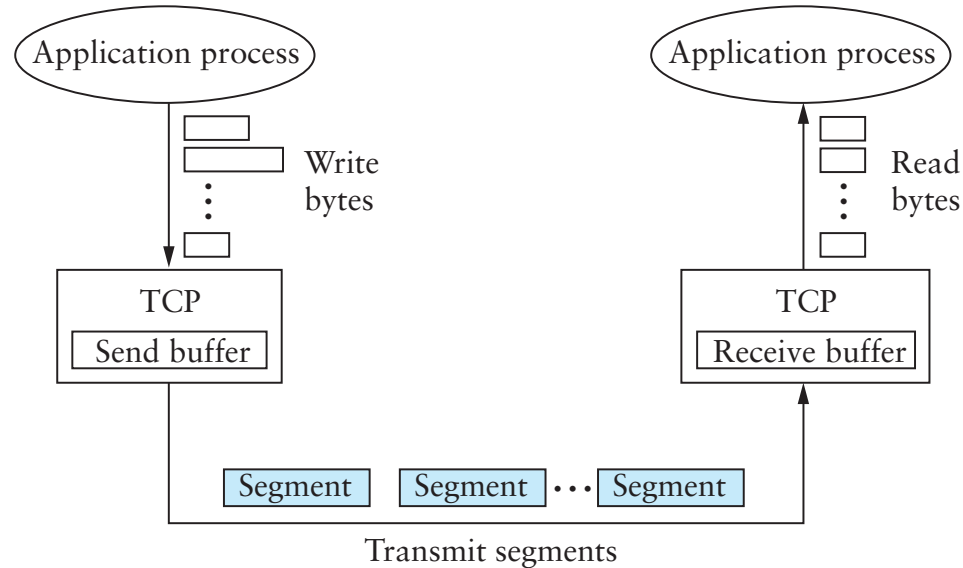 Application process
Application process
Write
bytes
Read
bytes
TCP
Send buffer
TCP
Receive buffer
Segment
Segment
Segment
Transmit segments